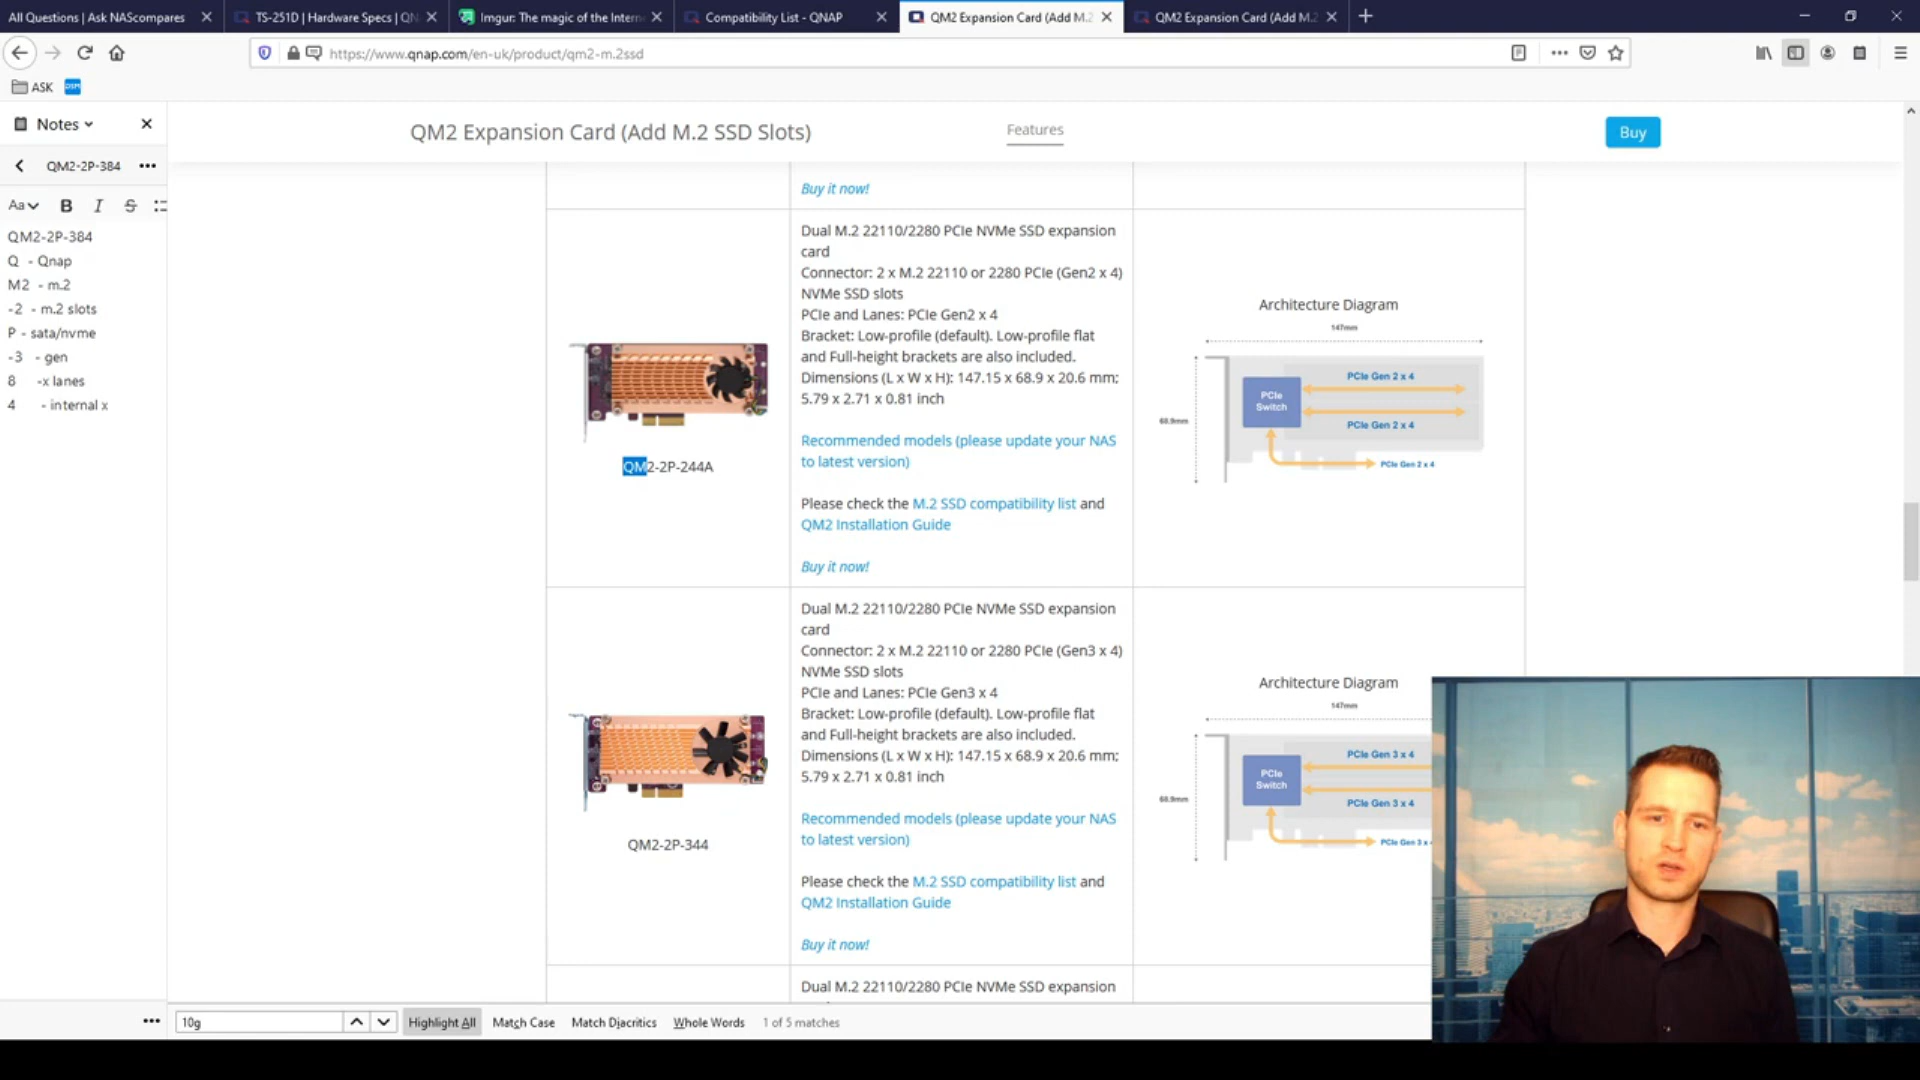 All Questions | Ask NAScompares
TS-251D | Hardware Specs | QN
Imgur: The magic of the Intern
Compatibility List - QNAP
QM2 Expansion Card (Add M.2
QM2 Expansion Card (Add M.2
https://www.qnap.com/en-uk/product/qm2-m.2ssd
ASK
Notes
QM2 Expansion Card (Add M.2 SSD Slots)
Features
Buy
QM2-2P-384
Aa B I S
QM2-2P-384
Q - Qnap
M2 - m.2
-2 - m.2 slots
P - sata/nvme
-3 - gen
8 -x lanes
4 - internal x
Buy it now!
QM2-2P-244A
Dual M.2 22110/2280 PCIe NVMe SSD expansion
card
Connector: 2 x M.2 22110 or 2280 PCIe (Gen2 x 4)
NVMe SSD slots
PCIe and Lanes: PCIe Gen2 x 4
Bracket: Low-profile (default). Low-profile flat
and Full-height brackets are also included.
Dimensions (L x W x H): 147.15 x 68.9 x 20.6 mm;
5.79 x 2.71 x 0.81 inch
Recommended models (please update your NAS
to latest version)
Please check the M.2 SSD compatibility list and
QM2 Installation Guide
Buy it now!
Architecture Diagram
147mm
PCIe Gen 2 x 4
PCIe
Switch
68.9mm
PCIe Gen 2 x 4
PCIe Gen 2 x 4
QM2-2P-344
Dual M.2 22110/2280 PCIe NVMe SSD expansion
card
Connector: 2 x M.2 22110 or 2280 PCIe (Gen3 x 4)
NVMe SSD slots
PCIe and Lanes: PCIe Gen3 x 4
Bracket: Low-profile (default). Low-profile flat
and Full-height brackets are also included.
Dimensions (L x W x H): 147.15 x 68.9 x 20.6 mm;
5.79 x 2.71 x 0.81 inch
Recommended models (please update your NAS
to latest version)
Please check the M.2 SSD compatibility list and
QM2 Installation Guide
Buy it now!
Architecture Diagram
147mm
PCIe Gen 3 x 4
PCIe
Switch
68.9mm
PCIe Gen 3 x 4
PCIe Gen 3 x
Dual M.2 22110/2280 PCIe NVMe SSD expansion
10g
Highlight All
Match Case
Match Diacritics
Whole Words
1 of 5 matches